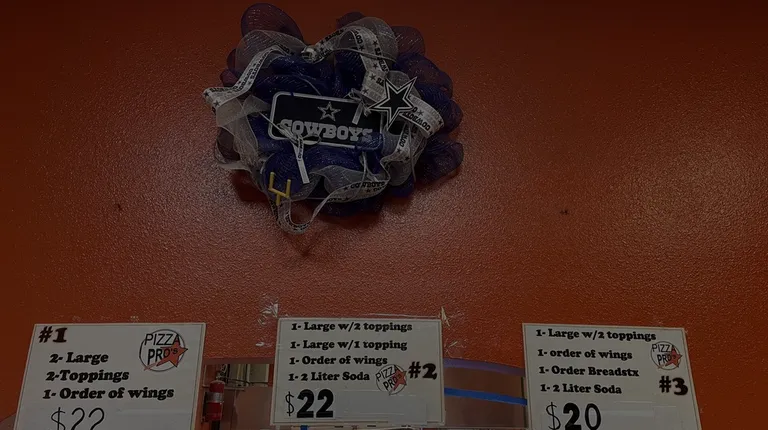 COWBOYS
#1
PIZZA
PRO's
2- Large
2-Toppings
1- Order of wings
$22
1- Large w/2 toppings
1- Large w/1 topping
1- Order of wings
1- 2 Liter Soda
PIZZA
PRO's
#2
$22
1- Large w/2 toppings
1- order of wings
1- Order Breadstx
1- 2 Liter Soda
PIZZA
PRO's
#3
$20